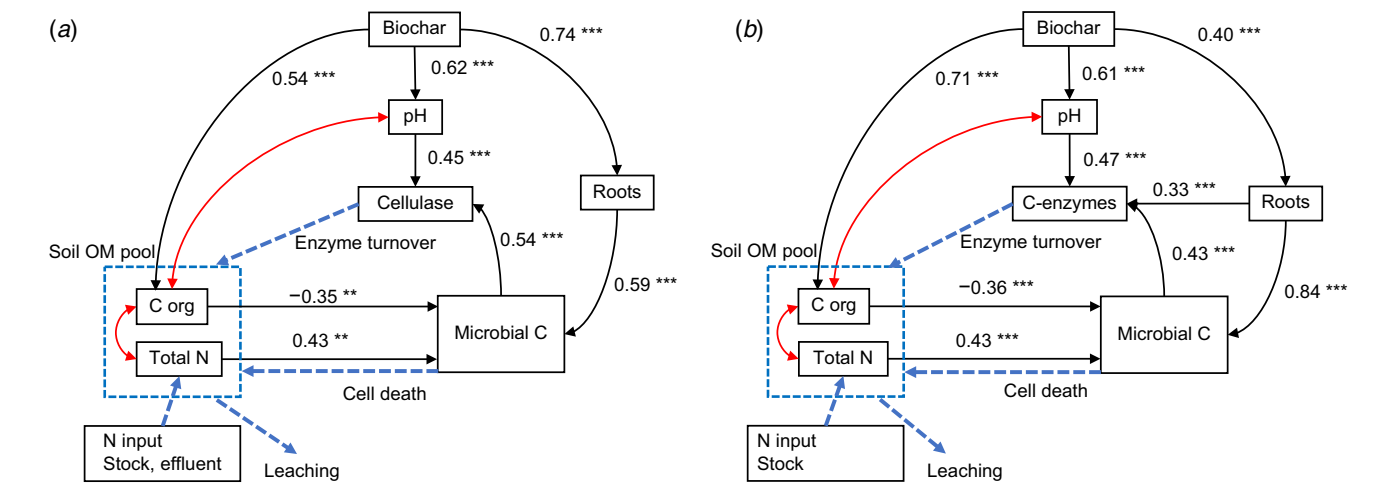 (a)
Biochar
0.74 ***
0.54 ***
0.62 ***
pH
0.45 ***
Roots
Cellulase
Enzyme turnover
0.54 ***
Soil OM pool
0.59 ***
C org
−0.35 **
Microbial C
0.43 **
Total N
Cell death
N input
Stock, effluent
Leaching
(b)
Biochar
0.40 ***
0.71 ***
0.61 ***
pH
0.47 ***
0.33 ***
Roots
C-enzymes
Enzyme turnover
0.43 ***
Soil OM pool
0.84 ***
C org
−0.36 ***
Microbial C
0.43 ***
Total N
Cell death
N input
Stock
Leaching